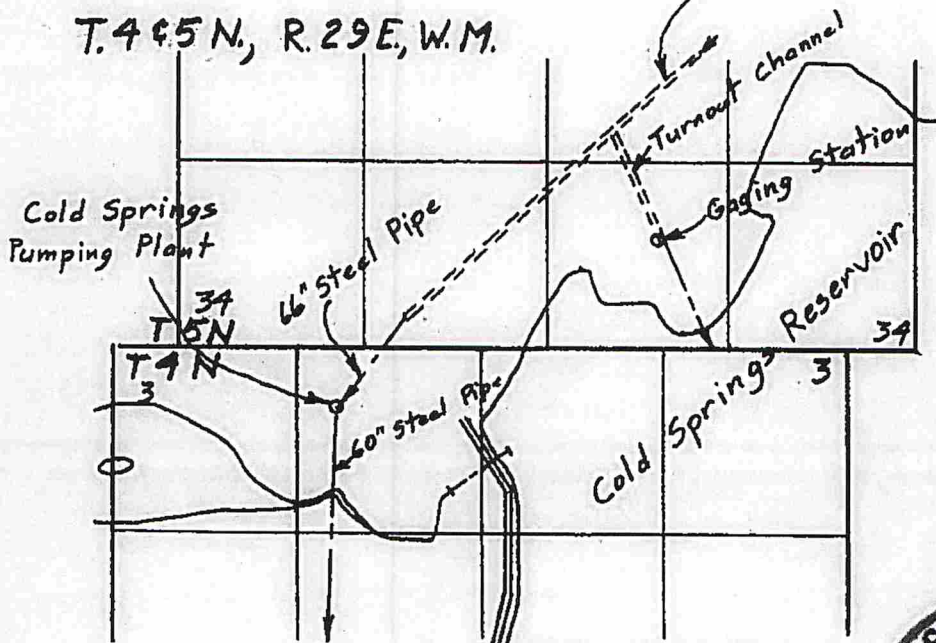 T. 4 & 5 N., R. 29 E., W.M.
Turnout Channel
Gaging Station
Cold Springs
Pumping Plant
66" Steel Pipe
34
T 5 N
T 4 N
3
60" Steel Pipe
Cold Springs Reservoir
34
3